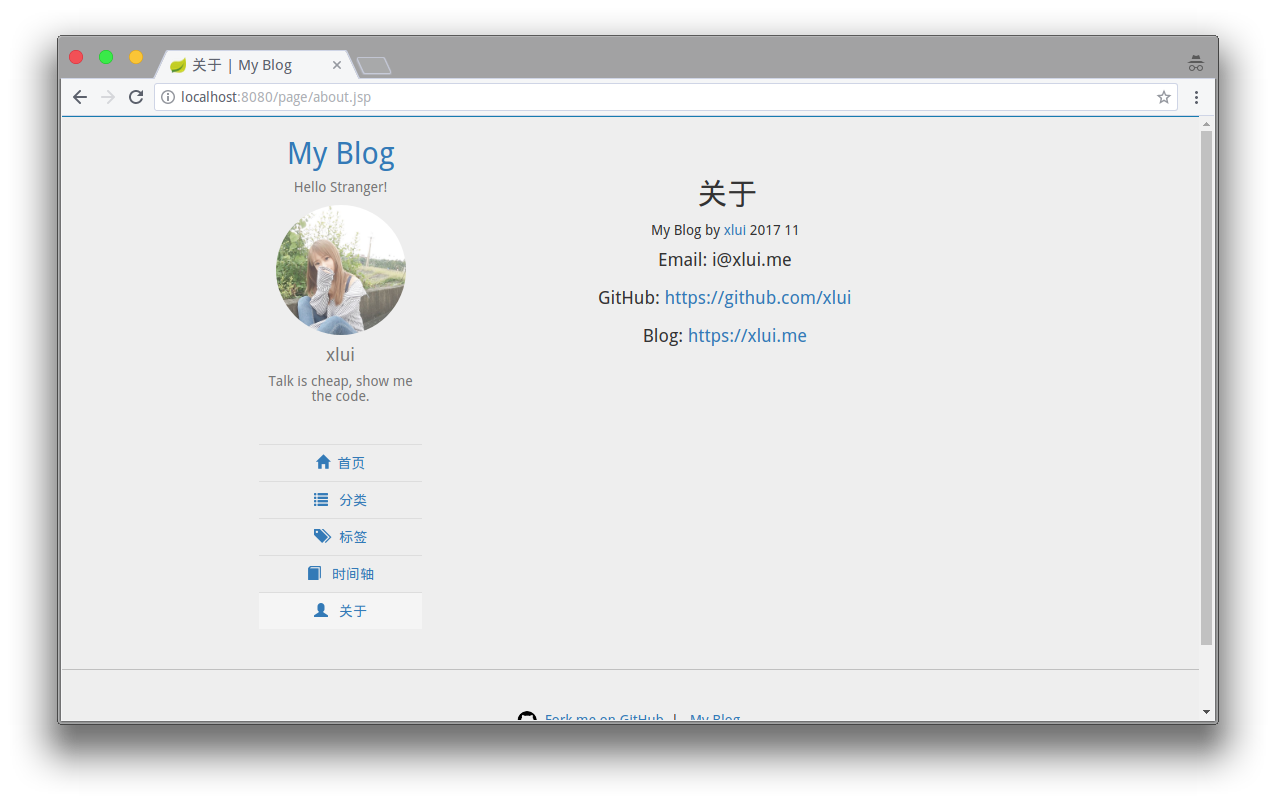 关于 | My Blog
localhost:8080/page/about.jsp
My Blog
Hello Stranger!
xlui
Talk is cheap, show me
the code.
首页
分类
标签
时间轴
关于
关于
My Blog by xlui 2017 11
Email: i@xlui.me
GitHub: https://github.com/xlui
Blog: https://xlui.me
Fork me on GitHub | My Blog